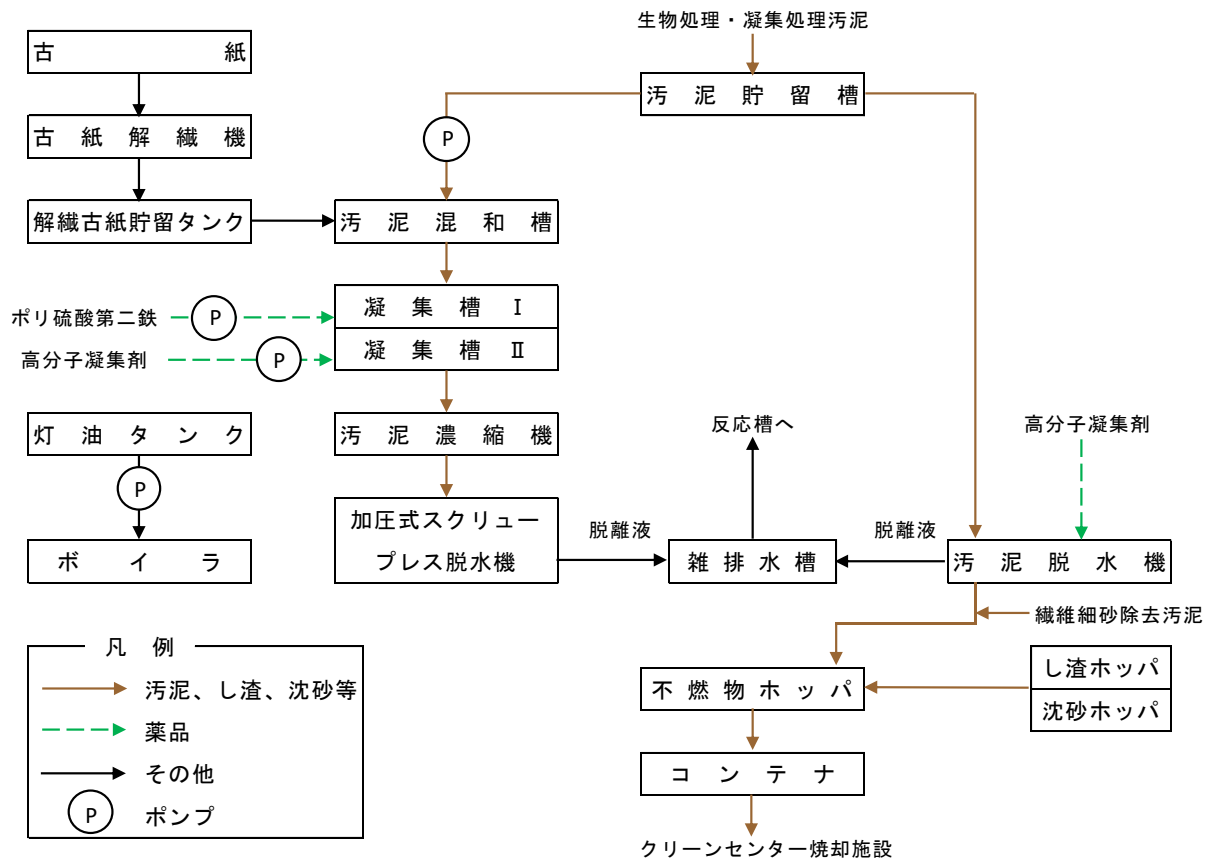 生物処理・凝集処理汚泥
古紙
汚泥貯留槽
古紙解繊機
P
解繊古紙貯留タンク
汚泥混和槽
ポリ硫酸第二鉄
P
凝集槽Ⅰ
高分子凝集剤
P
凝集槽Ⅱ
灯油タンク
汚泥濃縮機
反応槽へ
高分子凝集剤
P
加圧式スクリュー
プレス脱水機
脱離液
脱離液
ボイラ
雑排水槽
汚泥脱水機
繊維細砂除去汚泥
凡例
汚泥、し渣、沈砂等
不燃物ホッパ
し渣ホッパ
沈砂ホッパ
薬品
その他
コンテナ
P
ポンプ
クリーンセンター焼却施設